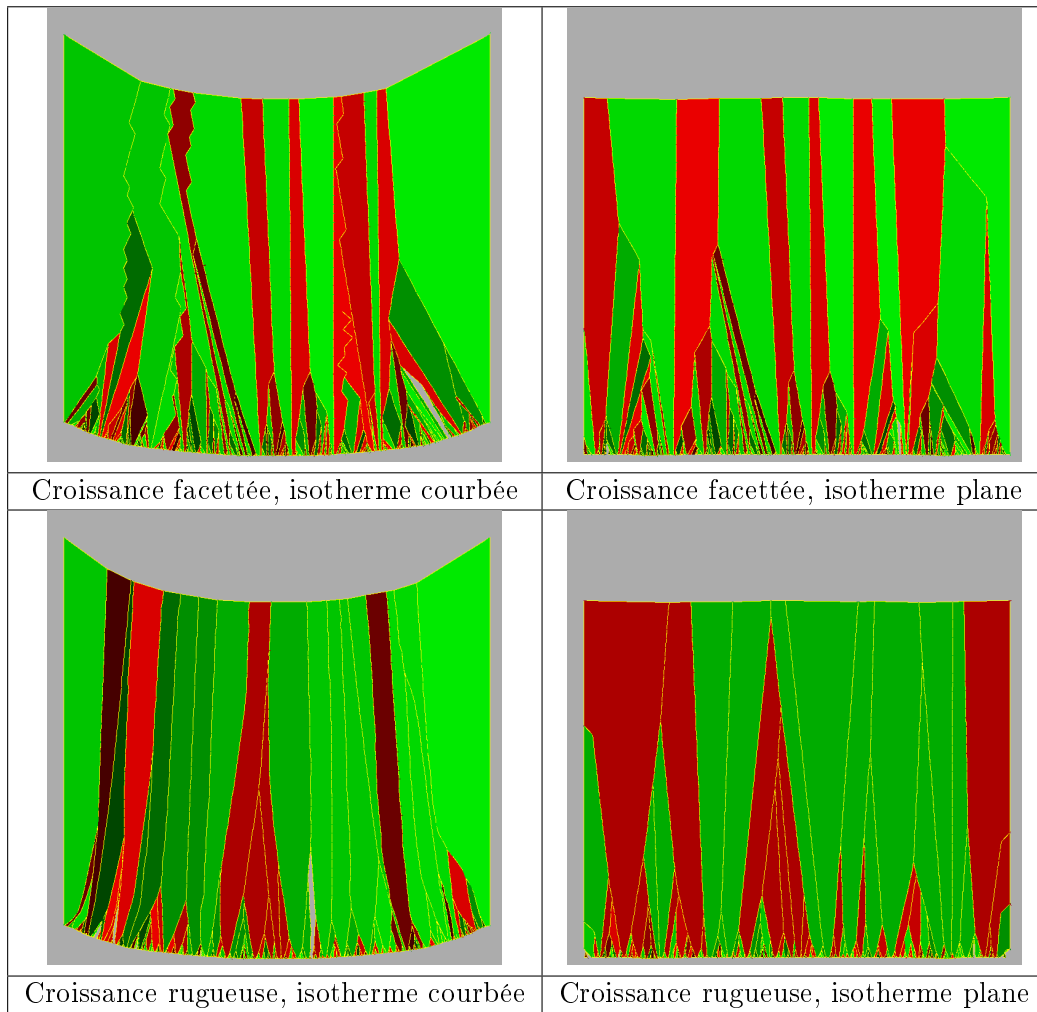 Croissance facettée, isotherme courbée
Croissance facettée, isotherme plane
Croissance rugueuse, isotherme courbée
Croissance rugueuse, isotherme plane